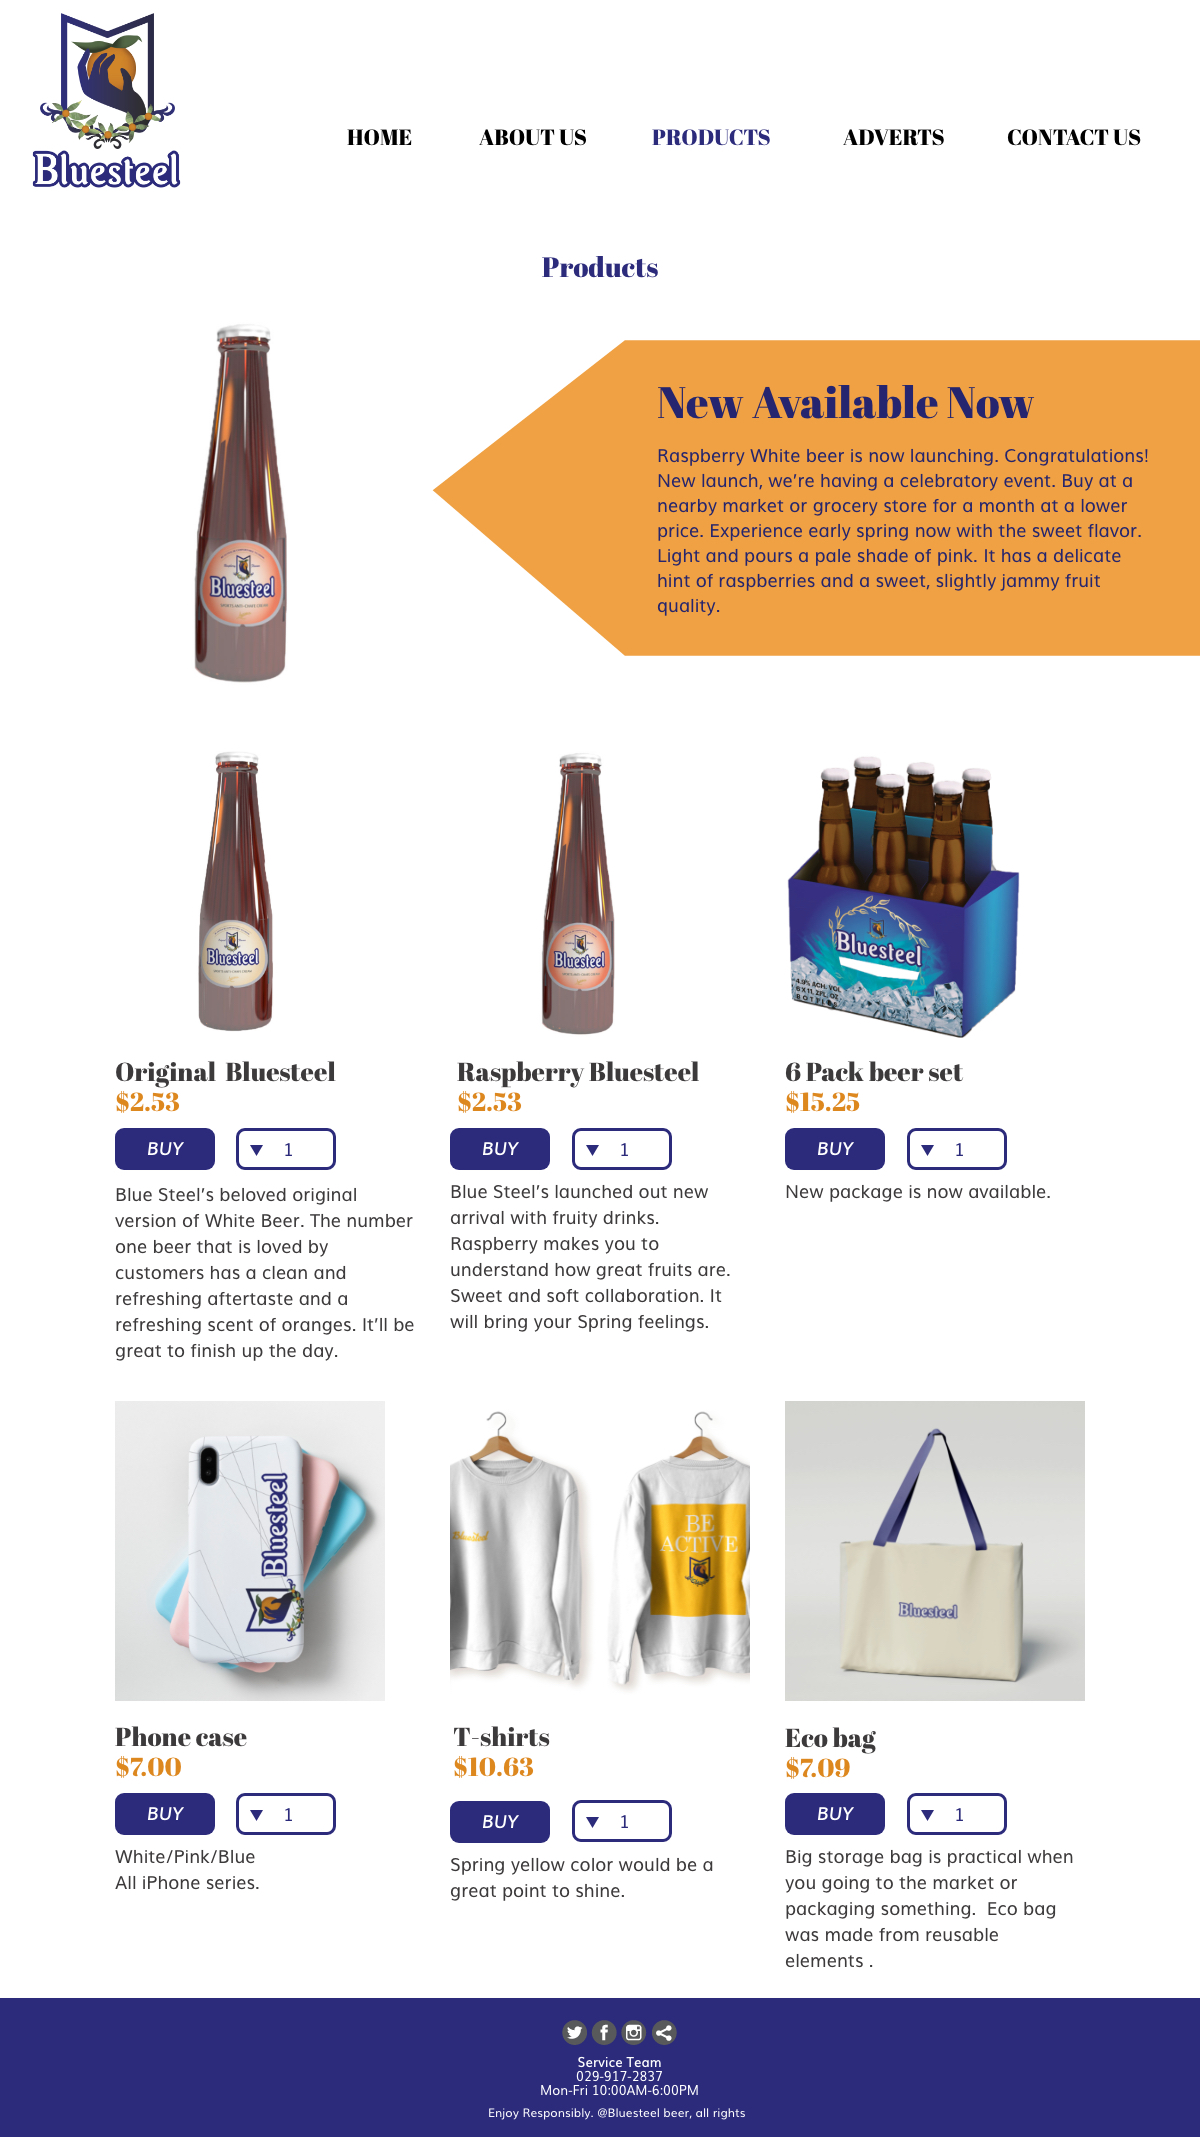 Bluesteel
HOME ABOUT US PRODUCTS ADVERTS CONTACT US
Products
New Available Now
Raspberry White beer is now launching. Congratulations!
New launch, we’re having a celebratory event. Buy at a
nearby market or grocery store for a month at a lower
price. Experience early spring now with the sweet flavor.
Light and pours a pale shade of pink. It has a delicate
hint of raspberries and a sweet, slightly jammy fruit
quality.
Bluesteel
Bluesteel
Bluesteel
Bluesteel
4.9% ACH. VOL
6 X 11. 2FL. OZ
BOTTLES
Original Bluesteel
$2.53
BUY 1
Blue Steel’s beloved original
version of White Beer. The number
one beer that is loved by
customers has a clean and
refreshing aftertaste and a
refreshing scent of oranges. It’ll be
great to finish up the day.
Raspberry Bluesteel
$2.53
BUY 1
Blue Steel’s launched out new
arrival with fruity drinks.
Raspberry makes you to
understand how great fruits are.
Sweet and soft collaboration. It
will bring your Spring feelings.
6 Pack beer set
$15.25
BUY 1
New package is now available.
Bluesteel
Bluesteel
BE
ACTIVE
Bluesteel
Phone case
$7.00
BUY 1
White/Pink/Blue
All iPhone series.
T-shirts
$10.63
BUY 1
Spring yellow color would be a
great point to shine.
Eco bag
$7.09
BUY 1
Big storage bag is practical when
you going to the market or
packaging something. Eco bag
was made from reusable
elements .
Service Team
029-917-2837
Mon-Fri 10:00AM-6:00PM
Enjoy Responsibly. @Bluesteel beer, all rights